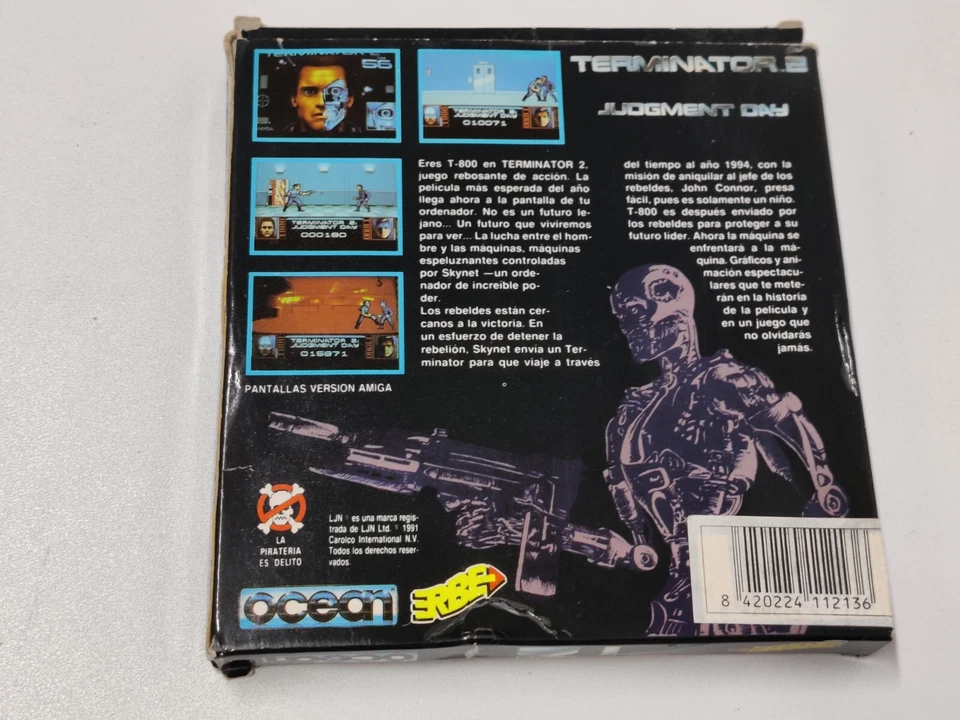 TERMINATOR 2
56
TERMINATOR 2:
JUDGMENT DAY
010071
TERMINATOR 2
JUDGMENT DAY
000180
TERMINATOR 2:
JUDGMENT DAY
015971
PANTALLAS VERSION AMIGA
TERMINATOR 2
JUDGMENT DAY
Eres T-800 en TERMINATOR 2,
juego rebosante de acción. La
película más esperada del año
llega ahora a la pantalla de tu
ordenador. No es un futuro le-
jano... Un futuro que viviremos
para ver... La lucha entre el hom-
bre y las máquinas, máquinas
espeluznantes controladas
por Skynet —un orde-
nador de increíble po-
der.
Los rebeldes están cer-
canos a la victoria. En
un esfuerzo de detener la
rebelión, Skynet envía un Ter-
minator para que viaje a través
del tiempo al año 1994, con la
misión de aniquilar al jefe de los
rebeldes, John Connor, presa
fácil, pues es solamente un niño.
T-800 es después enviado por
los rebeldes para proteger a su
futuro líder. Ahora la máquina se
enfrentará a la má-
quina. Gráficos y ani-
mación espectacu-
lares que te mete-
rán en la historia
de la película y
en un juego que
no olvidarás
jamás.
LA
PIRATERIA
ES DELITO
LJN es una marca regis-
trada de LJN Ltd. © 1991
Carolco International N.V.
Todos los derechos reser-
vados.
ocean
ERBE
8 420224 112136